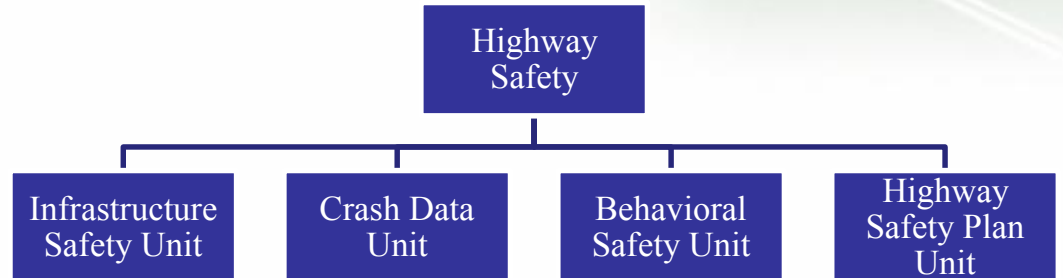 Highway
Safety
Infrastructure
Safety Unit
Crash Data
Unit
Behavioral
Safety Unit
Highway
Safety Plan
Unit